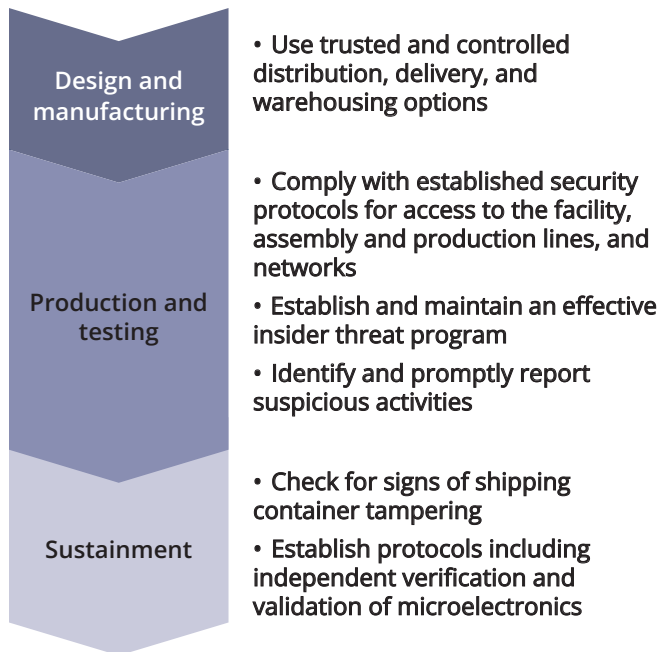 Design and
manufacturing
• Use trusted and controlled
distribution, delivery, and
warehousing options
Production and
testing
• Comply with established security
protocols for access to the facility,
assembly and production lines, and
networks
• Establish and maintain an effective
insider threat program
• Identify and promptly report
suspicious activities
Sustainment
• Check for signs of shipping
container tampering
• Establish protocols including
independent verification and
validation of microelectronics